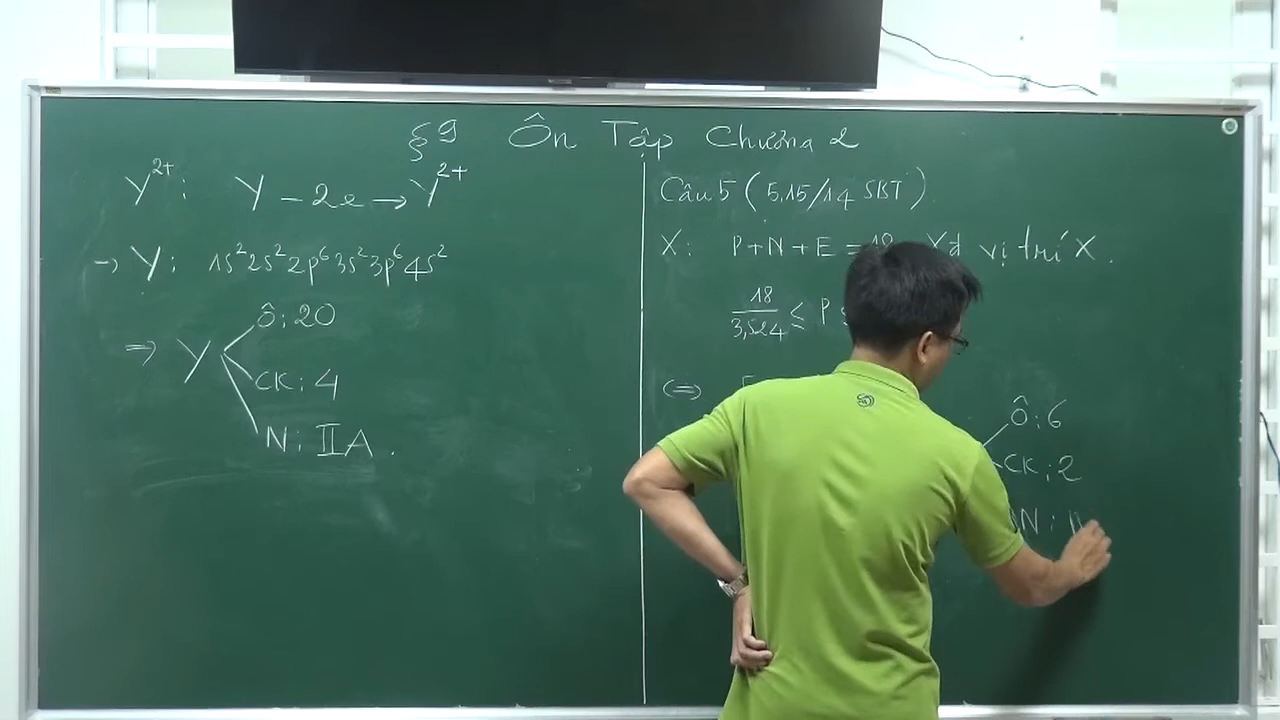 §9 Ôn Tập Chương 2
Y²⁺: Y - 2e → Y²⁺
→ Y: 1s²2s²2p⁶3s²3p⁶4s²
⇒ Y
Ô: 20
CK: 4
N: IIA.
Câu 5 (5.15/14 SBT)
X: P+N+E = 18 Xđ vị trí X.
18/3,524 ≤ P ≤
⇔
Ô: 6
CK: 2
N: